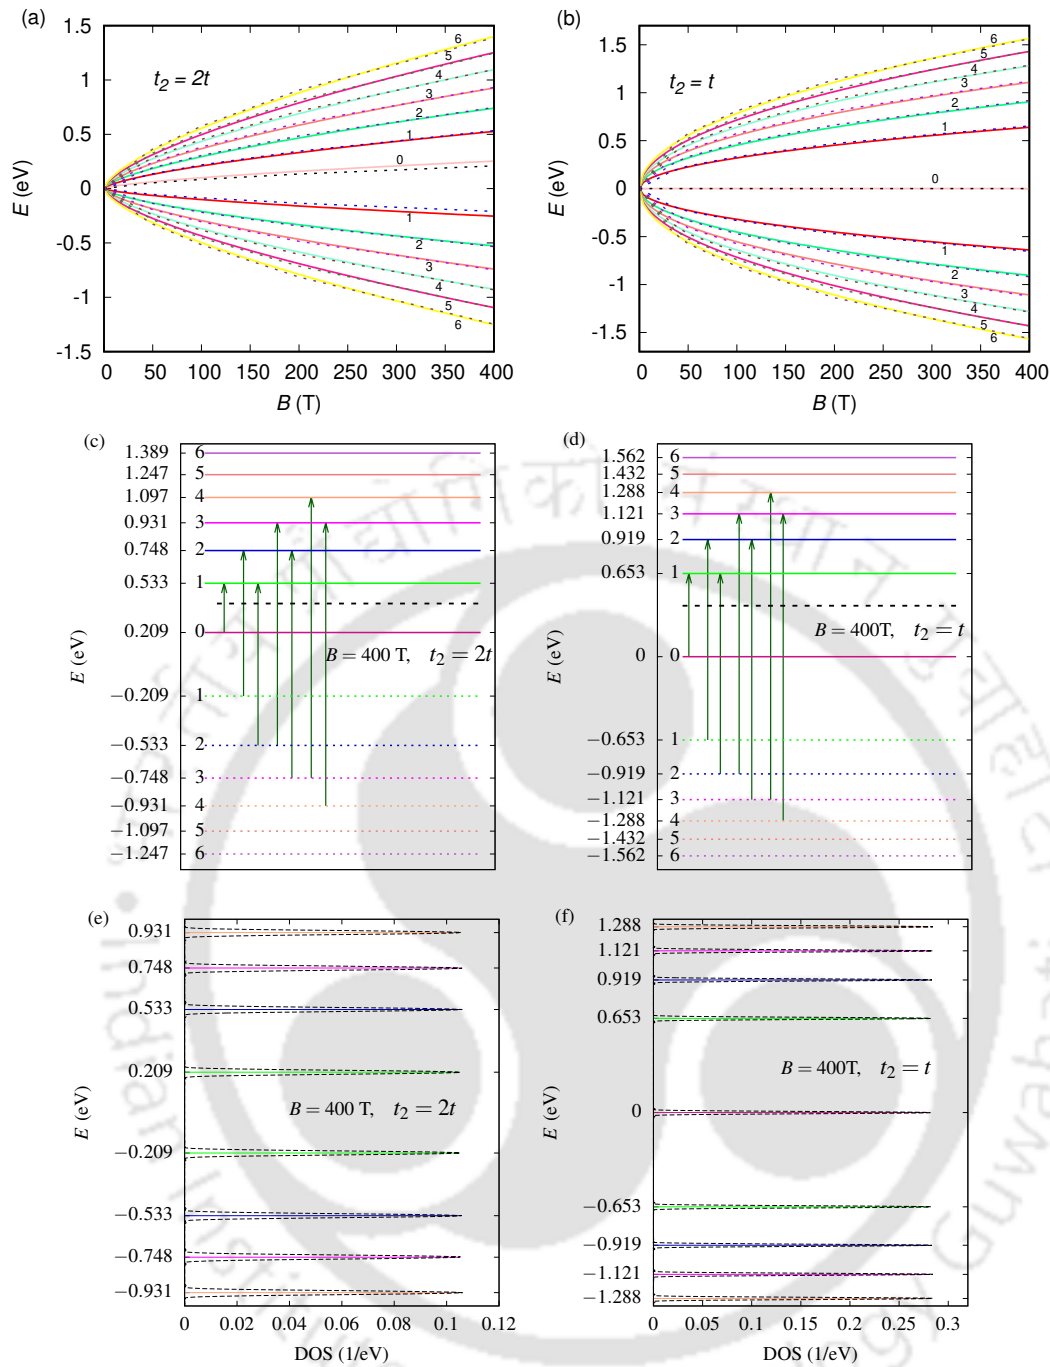 (a)
1.5
1
0.5
0
-0.5
-1
-1.5
E (eV)
t2 = 2t
6
5
4
3
2
1
0
1
2
3
4
5
6
0 50 100 150 200 250 300 350 400
B (T)
(b)
1.5
1
0.5
0
-0.5
-1
-1.5
E (eV)
t2 = t
6
5
4
3
2
1
0
1
2
3
4
5
6
0 50 100 150 200 250 300 350 400
B (T)
(c)
E (eV)
1.389 6
1.247 5
1.097 4
0.931 3
0.748 2
0.533 1
0.209 0
B = 400 T, t2 = 2t
−0.209 1
−0.533 2
−0.748 3
−0.931 4
−1.097 5
−1.247 6
(d)
E (eV)
1.562 6
1.432 5
1.288 4
1.121 3
0.919 2
0.653 1
B = 400T, t2 = t
0 0
−0.653 1
−0.919 2
−1.121 3
−1.288 4
−1.432 5
−1.562 6
(e)
E (eV)
0.931
0.748
0.533
0.209
B = 400 T, t2 = 2t
−0.209
−0.533
−0.748
−0.931
0 0.02 0.04 0.06 0.08 0.1 0.12
DOS (1/eV)
(f)
E (eV)
1.288
1.121
0.919
0.653
B = 400T, t2 = t
0
−0.653
−0.919
−1.121
−1.288
0 0.05 0.1 0.15 0.2 0.25 0.3
DOS (1/eV)
Indian Institute
Guwahati